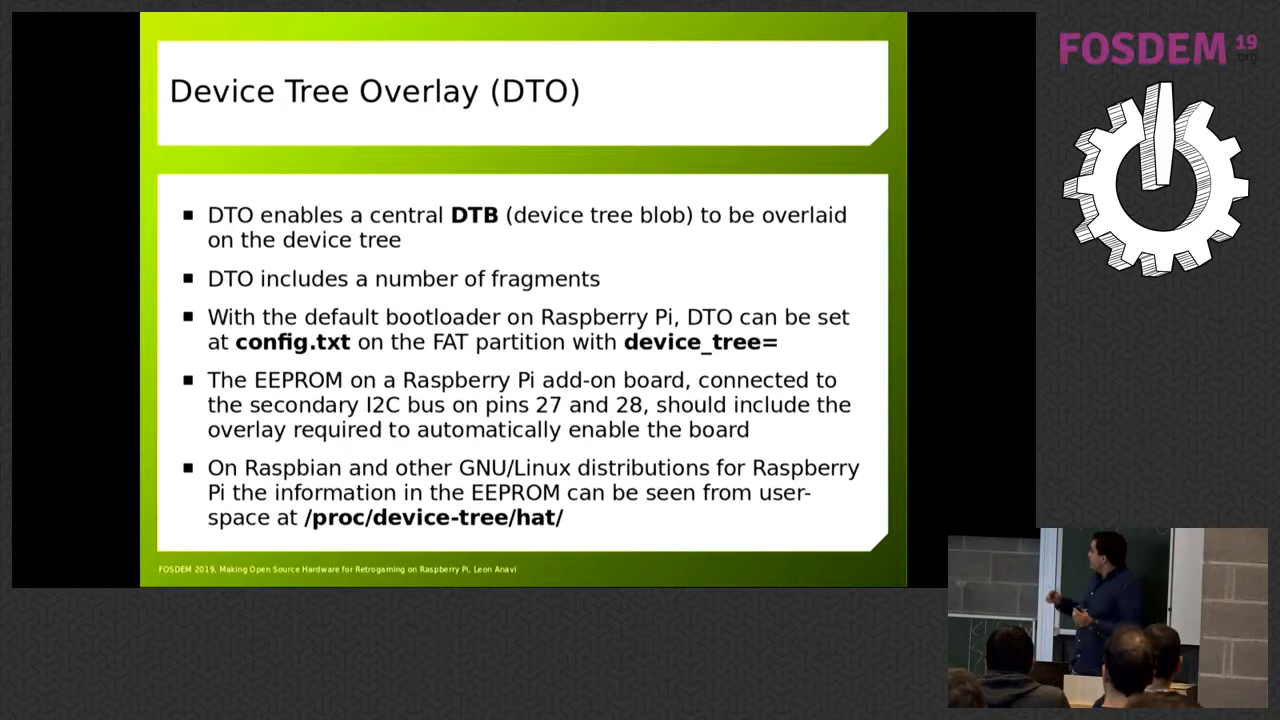 FOSDEM 19
.org
Device Tree Overlay (DTO)
DTO enables a central DTB (device tree blob) to be overlaid
on the device tree
DTO includes a number of fragments
With the default bootloader on Raspberry Pi, DTO can be set
at config.txt on the FAT partition with device_tree=
The EEPROM on a Raspberry Pi add-on board, connected to
the secondary I2C bus on pins 27 and 28, should include the
overlay required to automatically enable the board
On Raspbian and other GNU/Linux distributions for Raspberry
Pi the information in the EEPROM can be seen from user-
space at /proc/device-tree/hat/
FOSDEM 2019, Making Open Source Hardware for Retrogaming on Raspberry Pi, Leon Anavi